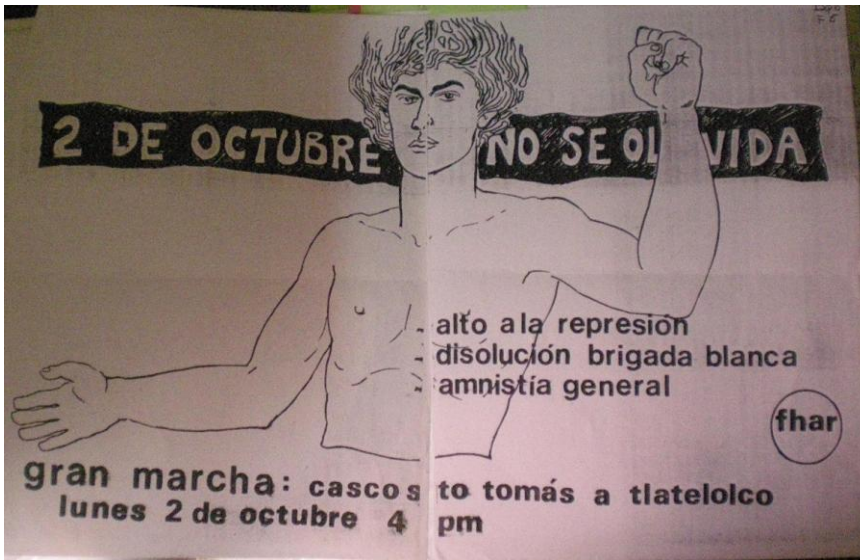 2 DE OCTUBRE NO SE OLVIDA
- alto a la represión
- disolución brigada blanca
- amnistía general
fhar
gran marcha: casco sto tomás a tlatelolco
lunes 2 de octubre 4 pm